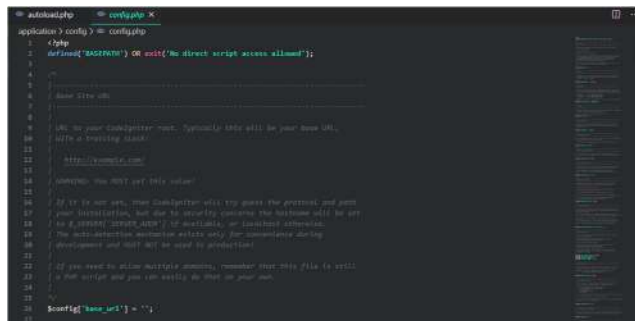 autoload.php config.php ×
application > config > config.php
1 <?php
2 defined('BASEPATH') OR exit('No direct script access allowed');
3
4 /*
5 |--------------------------------------------------------------------------
6 | Base Site URL
7 |--------------------------------------------------------------------------
8 |
9 | URL to your CodeIgniter root. Typically this will be your base URL,
10 | WITH a trailing slash:
11 |
12 | http://example.com/
13 |
14 | WARNING: You MUST set this value!
15 |
16 | If it is not set, then CodeIgniter will try guess the protocol and path
17 | your installation, but due to security concerns the hostname will be set
18 | to $_SERVER['SERVER_ADDR'] if available, or localhost otherwise.
19 | The auto-detection mechanism exists only for convenience during
20 | development and MUST NOT be used in production!
21 |
22 | If you need to allow multiple domains, remember that this file is still
23 | a PHP script and you can easily do that on your own.
24 |
25 */
26 $config['base_url'] = '';